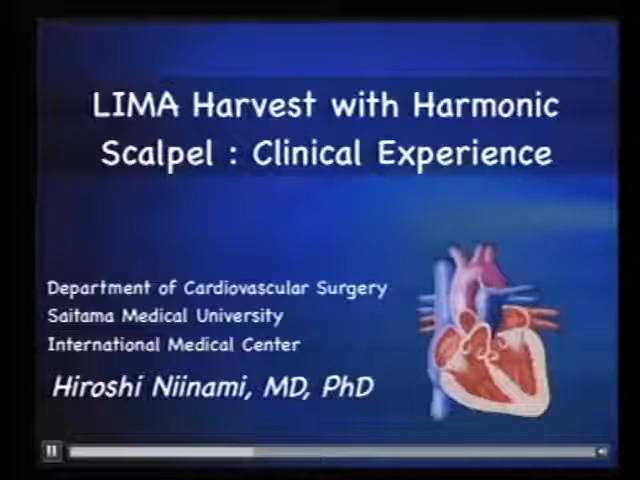 LIMA Harvest with Harmonic
Scalpel : Clinical Experience
Department of Cardiovascular Surgery
Saitama Medical University
International Medical Center
Hiroshi Niinami, MD, PhD